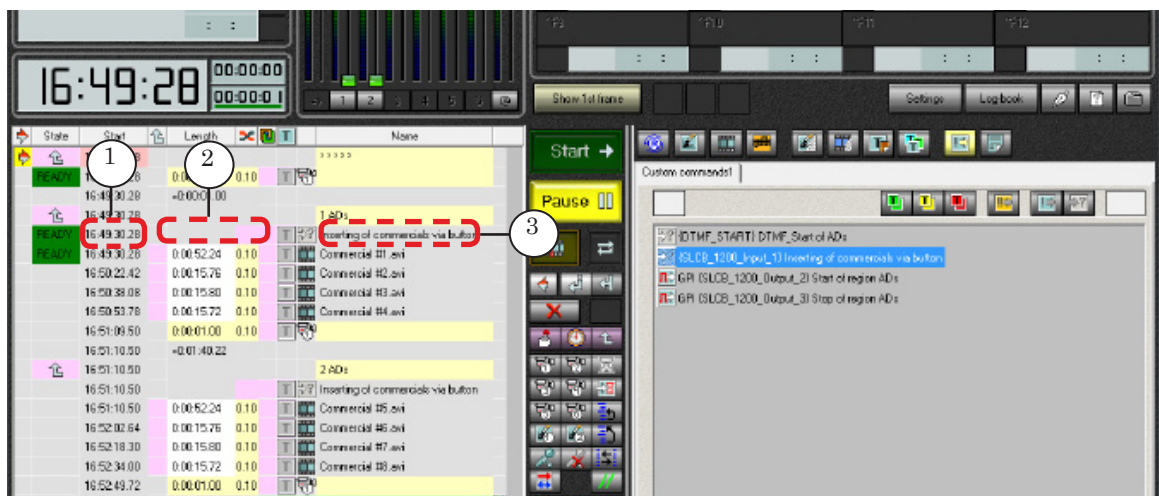 *F9 *F10 *F11 *F12
: :
: : : : : : : :
16:49:28 00:00:00
00:00:01
1 2 3 4 5 6
Show 1st frame Settings Logbook
State Start Length T Name
Start
Custom commands1
1 2 3
>>>>>
READY 0.10 T
16:49:30.28 =0:00:01.00
Pause
16:49:30.28 1 ADs
READY 16:49:30.28 T Inserting of commercials via button
READY 16:49:30.28 0:00:52.24 0.10 T Commercial #1.avi
16:50:22.42 0:00:15.76 0.10 T Commercial #2.avi
16:50:38.08 0:00:15.80 0.10 T Commercial #3.avi
16:50:53.78 0:00:15.72 0.10 T Commercial #4.avi
16:51:09.50 0:00:01.00 0.10 T
16:51:10.50 =0:01:40.22
16:51:10.50 2 ADs
16:51:10.50 T Inserting of commercials via button
16:51:10.50 0:00:52.24 0.10 T Commercial #5.avi
16:52:02.64 0:00:15.76 0.10 T Commercial #6.avi
16:52:18.30 0:00:15.80 0.10 T Commercial #7.avi
16:52:34.00 0:00:15.72 0.10 T Commercial #8.avi
16:52:49.72 0:00:01.00 0.10 T
(DTMF_START) DTMF_Start of ADs
(SLCB_1200_Input_1) Inserting of commercials via button
GPI (SLCB_1200_Output_2) Start of region ADs
GPI (SLCB_1200_Output_3) Stop of region ADs